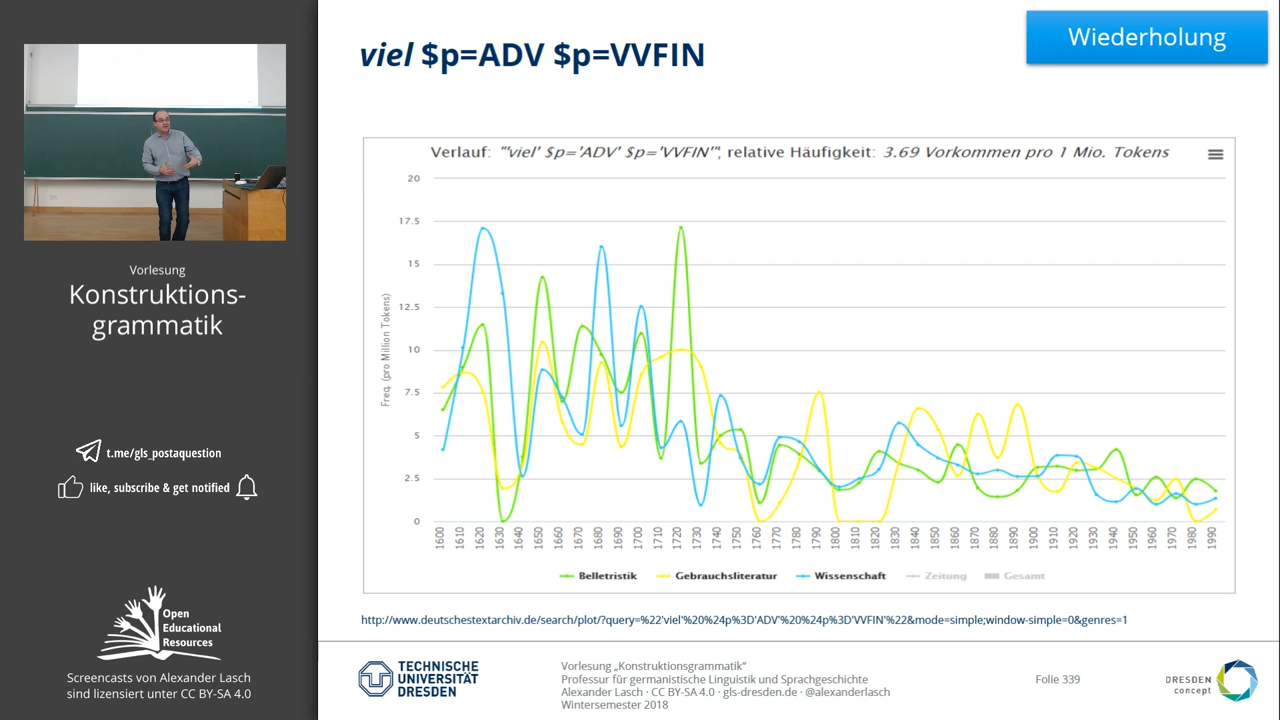 Vorlesung
Konstruktions-
grammatik
t.me/gls_postaquestion
like, subscribe & get notified
Open
Educational
Resources
Screencasts von Alexander Lasch
sind lizensiert unter CC BY-SA 4.0
viel $p=ADV $p=VVFIN
Wiederholung
Verlauf: "'viel' $p='ADV' $p='VVFIN'", relative Häufigkeit: 3.69 Vorkommen pro 1 Mio. Tokens
Freq. (pro Million Tokens)
20
17.5
15
12.5
10
7.5
5
2.5
0
1600 1610 1620 1630 1640 1650 1660 1670 1680 1690 1700 1710 1720 1730 1740 1750 1760 1770 1780 1790 1800 1810 1820 1830 1840 1850 1860 1870 1880 1890 1900 1910 1920 1930 1940 1950 1960 1970 1980 1990
Belletristik Gebrauchsliteratur Wissenschaft Zeitung Gesamt
http://www.deutschestextarchiv.de/search/plot/?query=%22'viel'%20%24p%3D'ADV'%20%24p%3D'VVFIN'%22&mode=simple;window-simple=0&genres=1
TECHNISCHE
UNIVERSITÄT
DRESDEN
Vorlesung „Konstruktionsgrammatik“
Professur für germanistische Linguistik und Sprachgeschichte
Alexander Lasch · CC BY-SA 4.0 · gls-dresden.de · @alexanderlasch
Wintersemester 2018
Folie 339
DRESDEN
concept